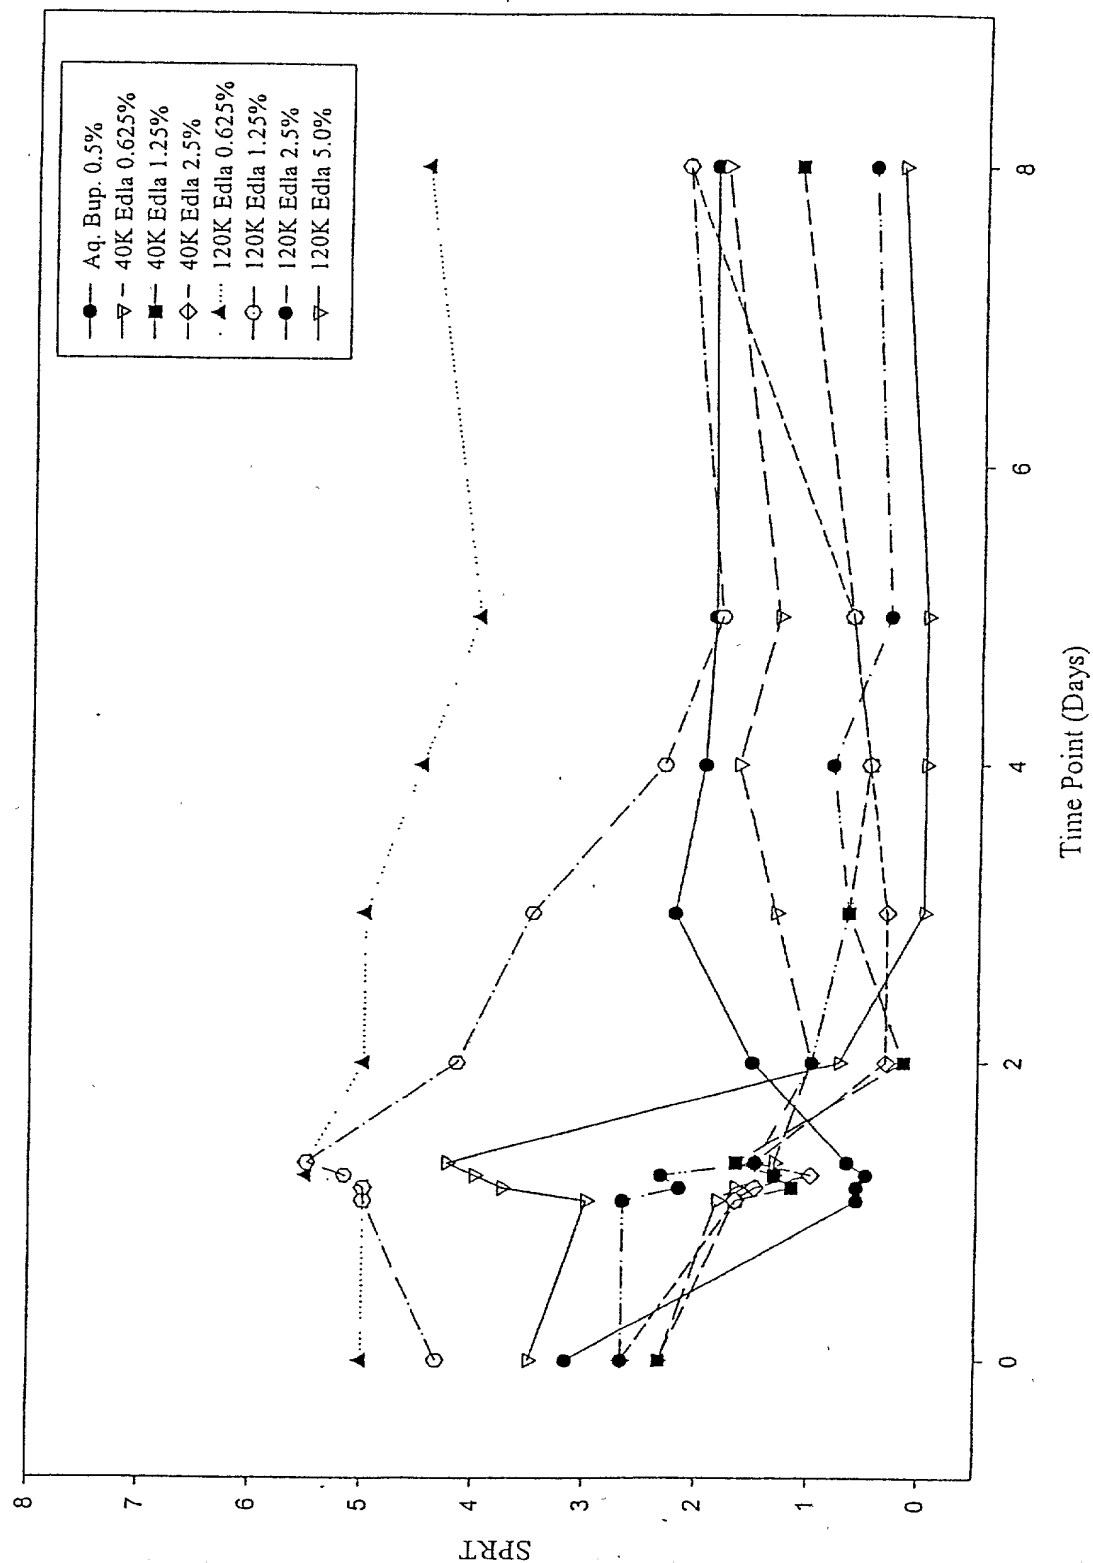 Aq. Bup. 0.5%
40K Edla 0.625%
40K Edla 1.25%
40K Edla 2.5%
120K Edla 0.625%
120K Edla 1.25%
120K Edla 2.5%
120K Edla 5.0%
SPRT
8
7
6
5
4
3
2
1
0
0
2
4
6
8
Time Point (Days)